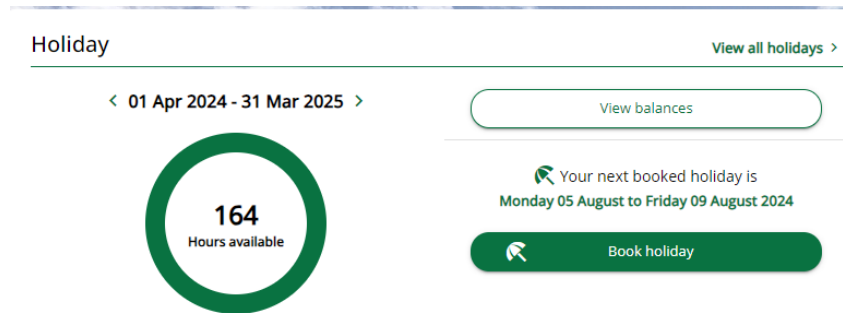 Holiday
View all holidays >
< 01 Apr 2024 - 31 Mar 2025 >
164
Hours available
View balances
Your next booked holiday is
Monday 05 August to Friday 09 August 2024
Book holiday